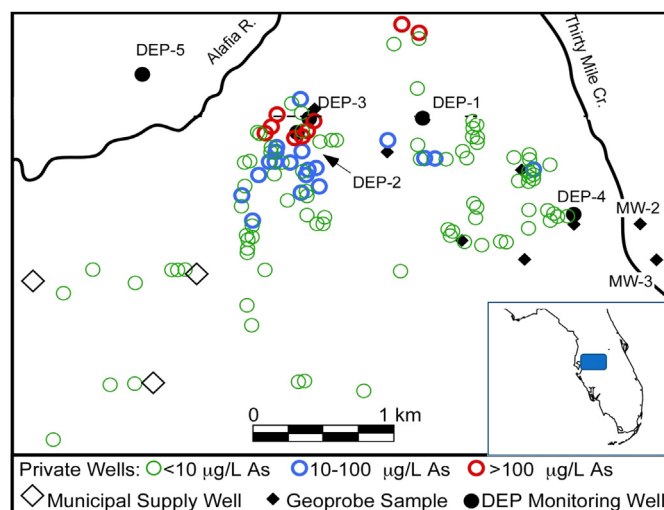 Alafia R.
Thirty Mile Cr.
DEP-5
DEP-3
DEP-1
DEP-2
DEP-4
MW-2
MW-3
0 1 km
Private Wells: <10 μg/L As 10-100 μg/L As >100 μg/L As
Municipal Supply Well Geoprobe Sample DEP Monitoring Well